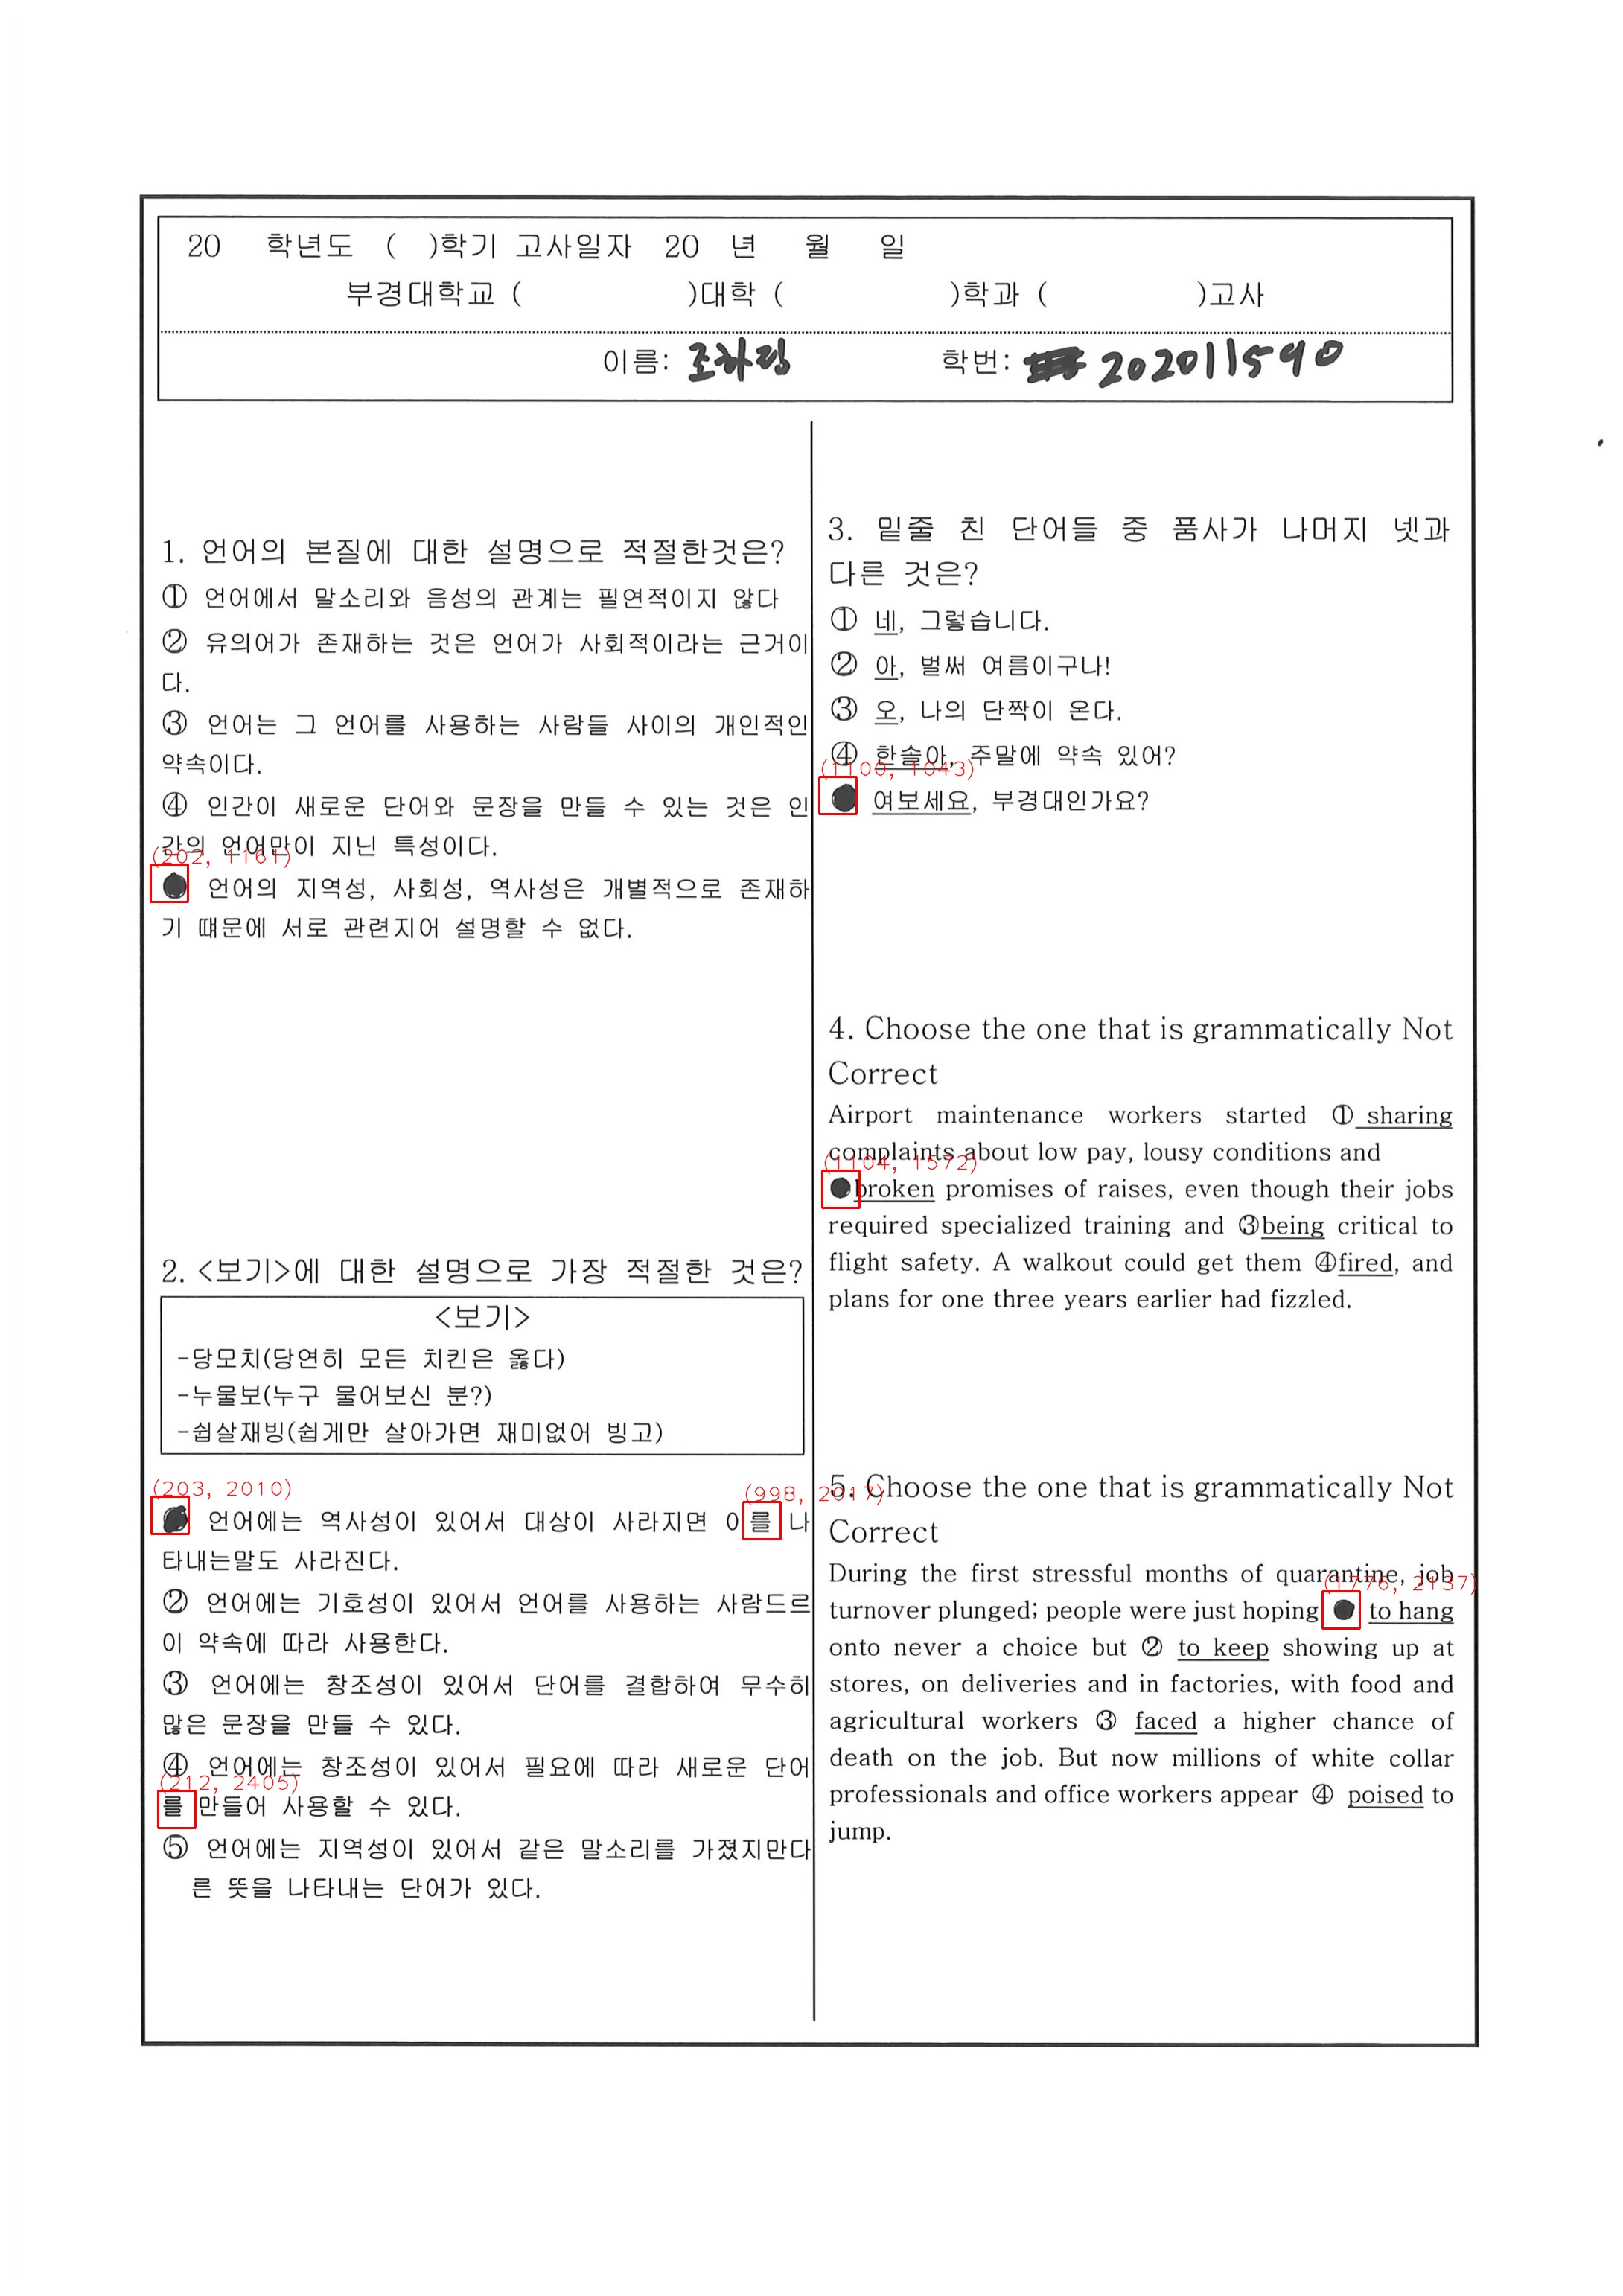 20 학년도 ( )학기 고사일자 20 년 월 일
부경대학교 ( )대학 ( )학과 ( )고사
이름: 조하림 학번: 202011590
1. 언어의 본질에 대한 설명으로 적절한것은?
① 언어에서 말소리와 음성의 관계는 필연적이지 않다
② 유의어가 존재하는 것은 언어가 사회적이라는 근거이
다.
③ 언어는 그 언어를 사용하는 사람들 사이의 개인적인
약속이다.
④ 인간이 새로운 단어와 문장을 만들 수 있는 것은 인
간의 언어만이 지닌 특성이다.
(202, 1161)
언어의 지역성, 사회성, 역사성은 개별적으로 존재하
기 떄문에 서로 관련지어 설명할 수 없다.
2. <보기>에 대한 설명으로 가장 적절한 것은?
<보기>
-당모치(당연히 모든 치킨은 옳다)
-누물보(누구 물어보신 분?)
-쉽살재빙(쉽게만 살아가면 재미없어 빙고)
(203, 2010) (998, 2017)
언어에는 역사성이 있어서 대상이 사라지면 이를 나
타내는말도 사라진다.
② 언어에는 기호성이 있어서 언어를 사용하는 사람드르
이 약속에 따라 사용한다.
③ 언어에는 창조성이 있어서 단어를 결합하여 무수히
많은 문장을 만들 수 있다.
④ 언어에는 창조성이 있어서 필요에 따라 새로운 단어
(212, 2405)
를 만들어 사용할 수 있다.
⑤ 언어에는 지역성이 있어서 같은 말소리를 가졌지만다
른 뜻을 나타내는 단어가 있다.
3. 밑줄 친 단어들 중 품사가 나머지 넷과
다른 것은?
① 네, 그렇습니다.
② 아, 벌써 여름이구나!
③ 오, 나의 단짝이 온다.
④ 한솔아, 주말에 약속 있어?
(1100, 1043)
여보세요, 부경대인가요?
4. Choose the one that is grammatically Not
Correct
Airport maintenance workers started ① sharing
complaints about low pay, lousy conditions and
(1104, 1572)
broken promises of raises, even though their jobs
required specialized training and ③being critical to
flight safety. A walkout could get them ④fired, and
plans for one three years earlier had fizzled.
5. Choose the one that is grammatically Not
Correct
During the first stressful months of quarantine, job
(1776, 2137)
turnover plunged; people were just hoping to hang
onto never a choice but ② to keep showing up at
stores, on deliveries and in factories, with food and
agricultural workers ③ faced a higher chance of
death on the job. But now millions of white collar
professionals and office workers appear ④ poised to
jump.